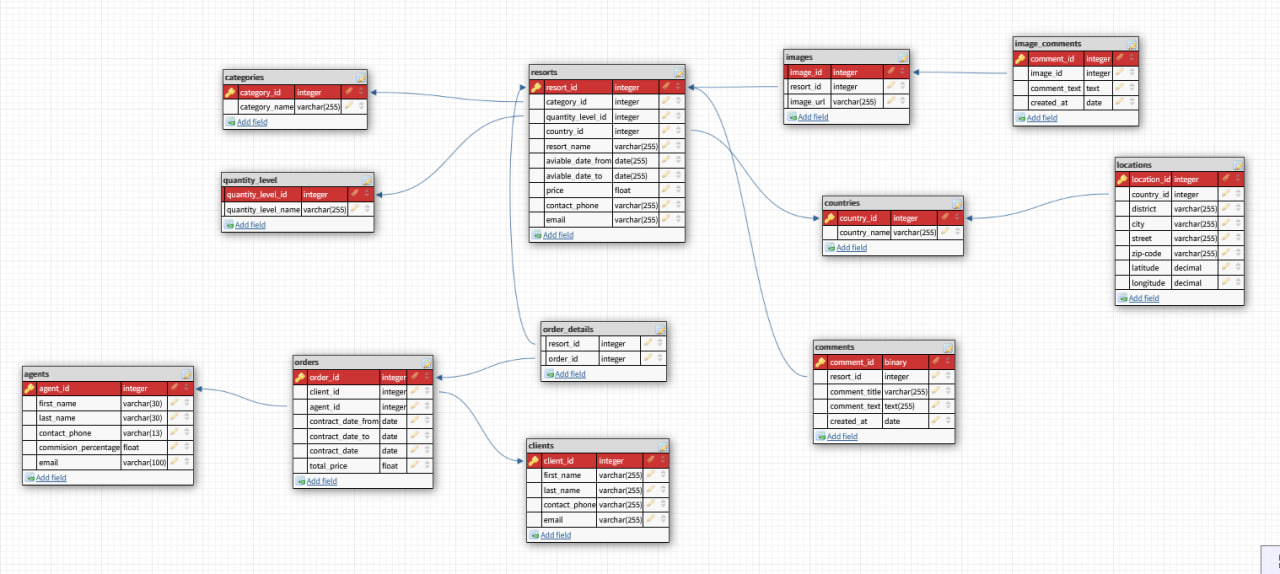 categories
category_id integer
category_name varchar(255)
Add field
quantity_level
quantity_level_id integer
quantity_level_name varchar(255)
Add field
resorts
resort_id integer
category_id integer
quantity_level_id integer
country_id integer
resort_name varchar(255)
aviable_date_from date(255)
aviable_date_to date(255)
price float
contact_phone varchar(255)
email varchar(255)
Add field
images
image_id integer
resort_id integer
image_url varchar(255)
Add field
image_comments
comment_id integer
image_id integer
comment_text text
created_at date
Add field
locations
location_id integer
country_id integer
district varchar(255)
city varchar(255)
street varchar(255)
zip-code varchar(255)
latitude decimal
longitude decimal
Add field
countries
country_id integer
country_name varchar(255)
Add field
order_details
resort_id integer
order_id integer
Add field
comments
comment_id binary
resort_id integer
comment_title varchar(255)
comment_text text(255)
created_at date
Add field
agents
agent_id integer
first_name varchar(30)
last_name varchar(30)
contact_phone varchar(13)
commision_percentage float
email varchar(100)
Add field
orders
order_id integer
client_id integer
agent_id integer
contract_date_from date
contract_date_to date
contract_date date
total_price float
Add field
clients
client_id integer
first_name varchar(255)
last_name varchar(255)
contact_phone varchar(255)
email varchar(255)
Add field